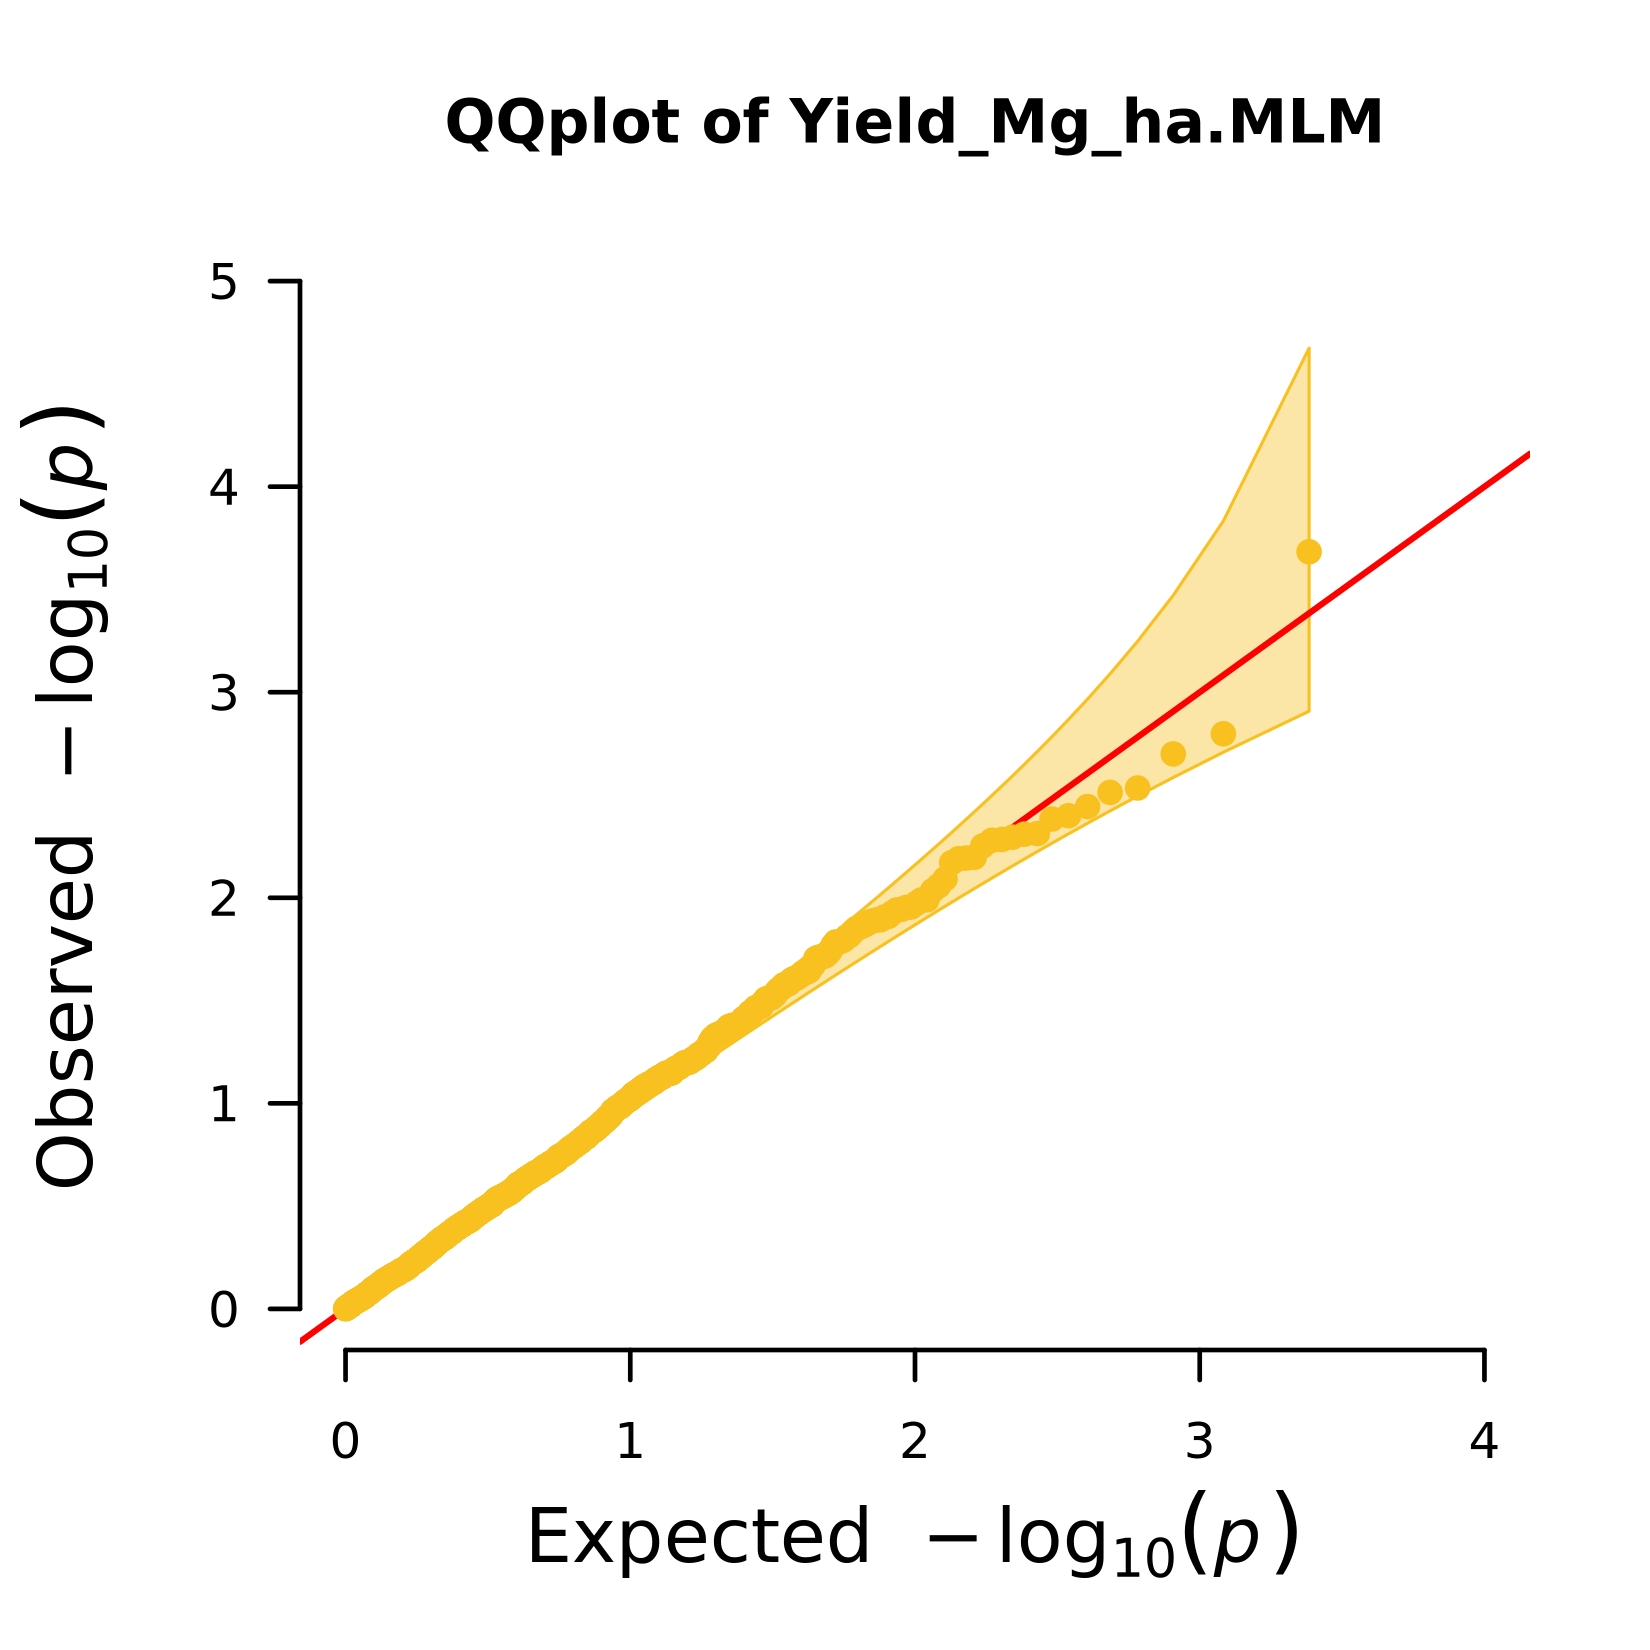 QQplot of Yield_Mg_ha.MLM
Observed −log₁₀(p)
5
4
3
2
1
0
0 1 2 3 4
Expected −log₁₀(p)